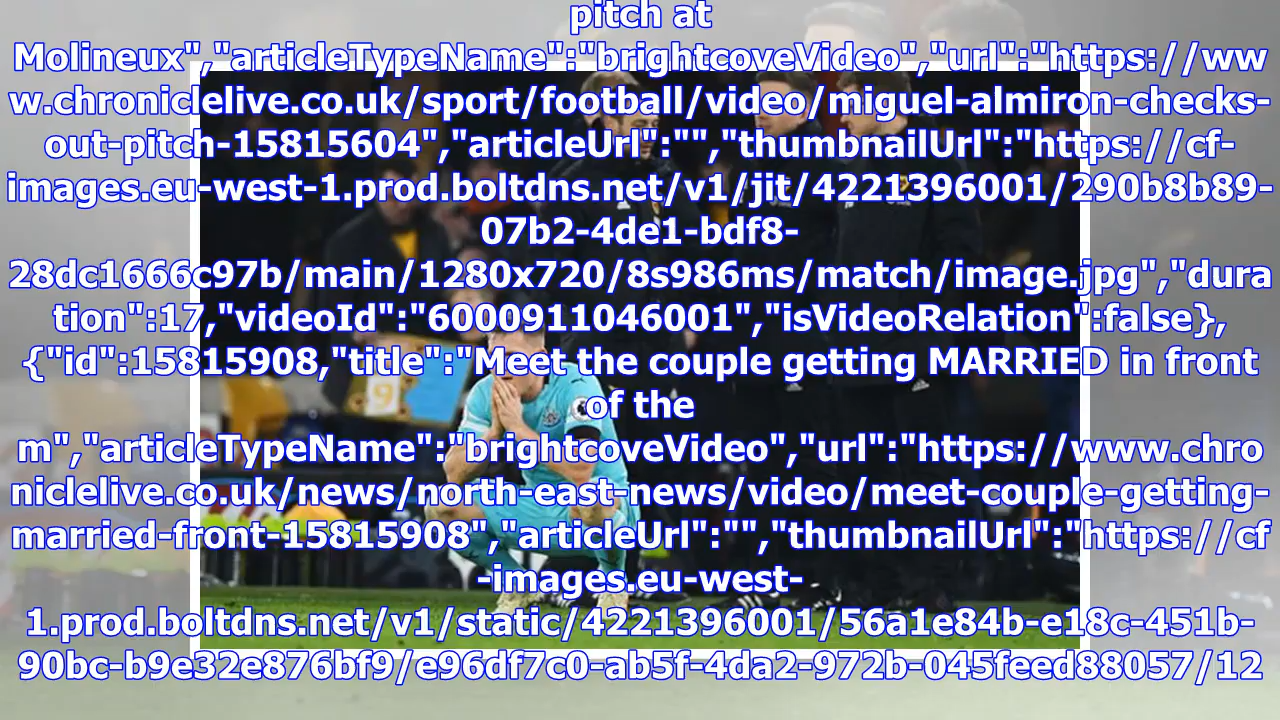 pitch at
Molineux","articleTypeName":"brightcoveVideo","url":"https://ww
w.chroniclelive.co.uk/sport/football/video/miguel-almiron-checks-
out-pitch-15815604","articleUrl":"","thumbnailUrl":"https://cf-
images.eu-west-1.prod.boltdns.net/v1/jit/4221396001/290b8b89-
07b2-4de1-bdf8-
28dc1666c97b/main/1280x720/8s986ms/match/image.jpg","dura
tion":17,"videoId":"6000911046001","isVideoRelation":false},
{"id":15815908,"title":"Meet the couple getting MARRIED in front
of the
m","articleTypeName":"brightcoveVideo","url":"https://www.chro
niclelive.co.uk/news/north-east-news/video/meet-couple-getting-
married-front-15815908","articleUrl":"","thumbnailUrl":"https://cf
-images.eu-west-
1.prod.boltdns.net/v1/static/4221396001/56a1e84b-e18c-451b-
90bc-b9e32e876bf9/e96df7c0-ab5f-4da2-972b-045feed88057/12
9